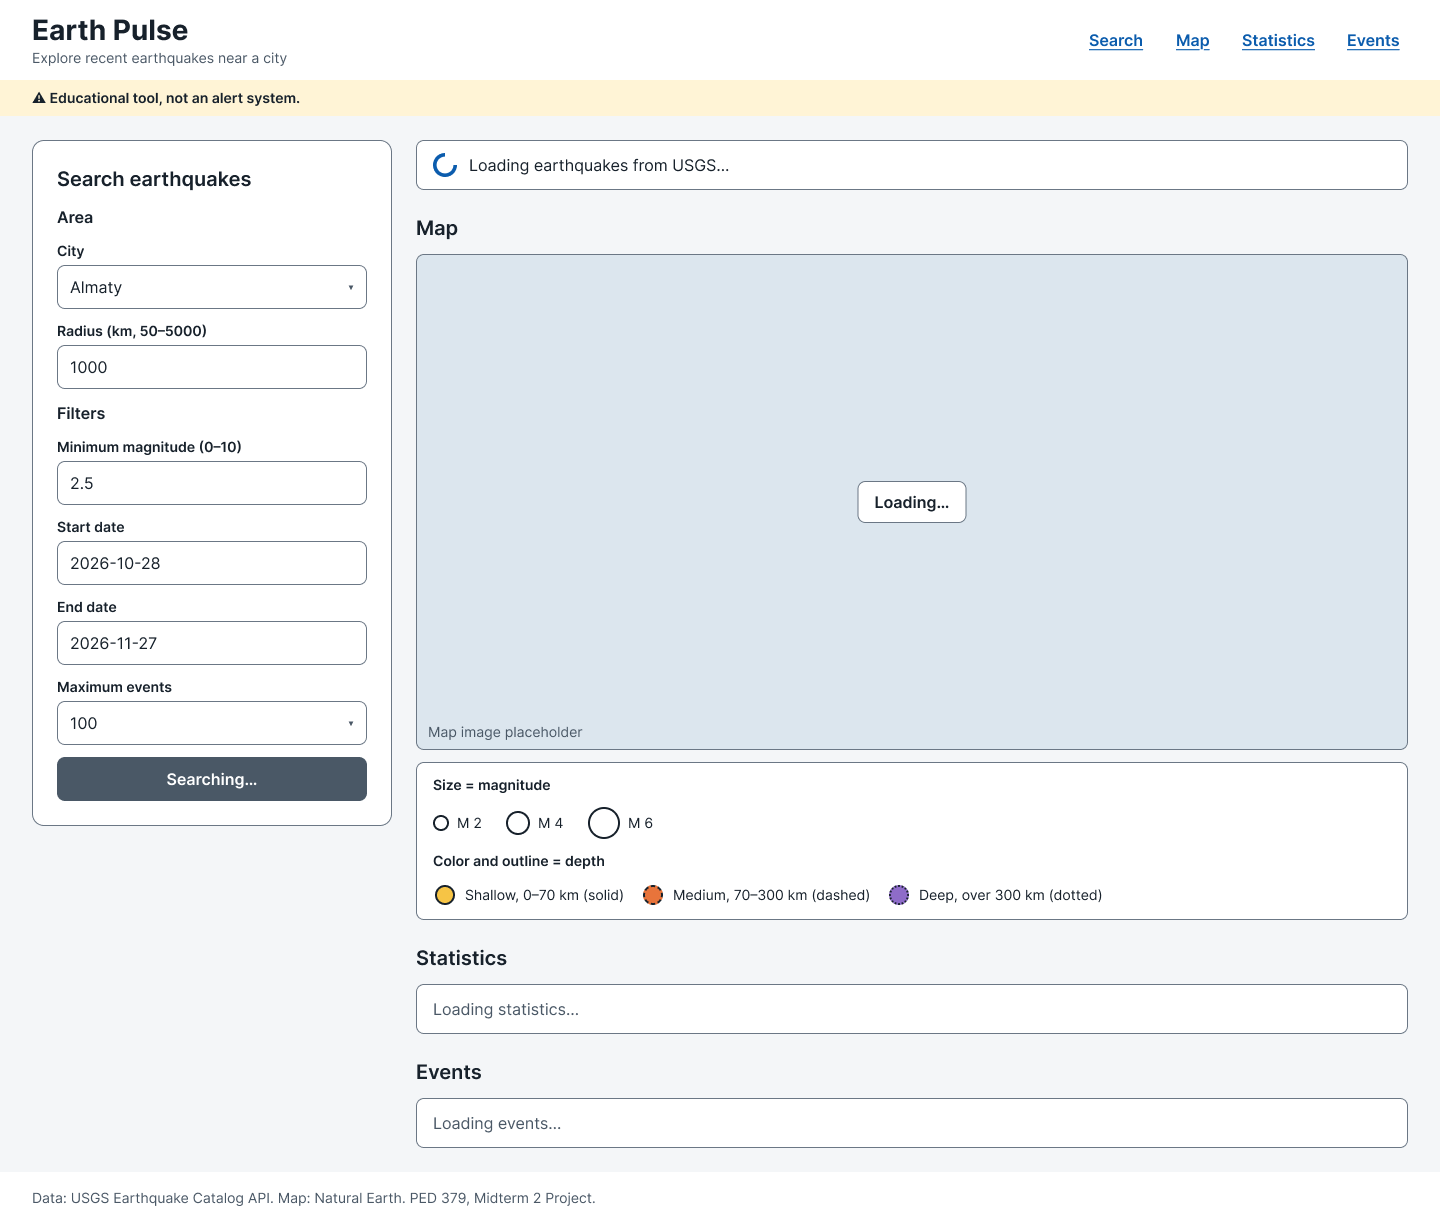 Earth Pulse
Explore recent earthquakes near a city
Search Map Statistics Events
⚠ Educational tool, not an alert system.
Search earthquakes
Area
City
Almaty
Radius (km, 50–5000)
1000
Filters
Minimum magnitude (0–10)
2.5
Start date
2026-10-28
End date
2026-11-27
Maximum events
100
Searching...
Loading earthquakes from USGS...
Map
Loading...
Map image placeholder
Size = magnitude
M 2 M 4 M 6
Color and outline = depth
Shallow, 0–70 km (solid) Medium, 70–300 km (dashed) Deep, over 300 km (dotted)
Statistics
Loading statistics...
Events
Loading events...
Data: USGS Earthquake Catalog API. Map: Natural Earth. PED 379, Midterm 2 Project.